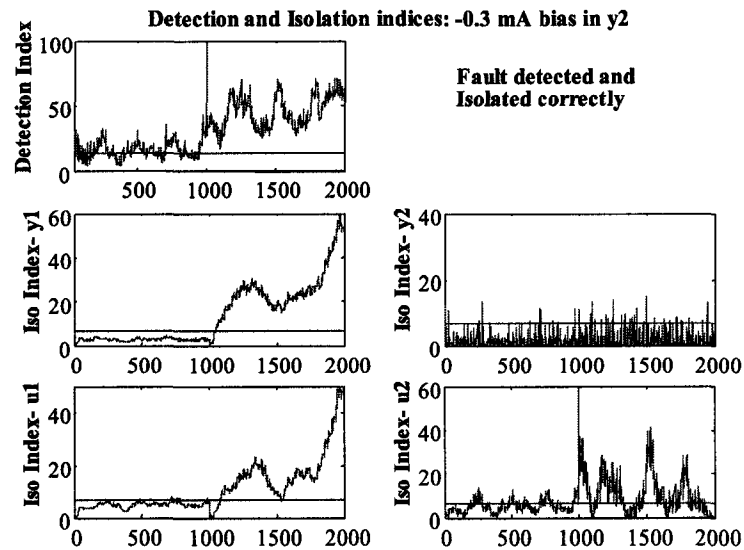 Detection and Isolation indices: -0.3 mA bias in y2
Detection Index
100
50
0
500 1000 1500 2000
Fault detected and
Isolated correctly
Iso Index- y1
60
40
20
0
0 500 1000 1500 2000
Iso Index- y2
40
20
0
0 500 1000 1500 2000
Iso Index- u1
40
20
0
0 500 1000 1500 2000
Iso Index- u2
60
40
20
0
0 500 1000 1500 2000